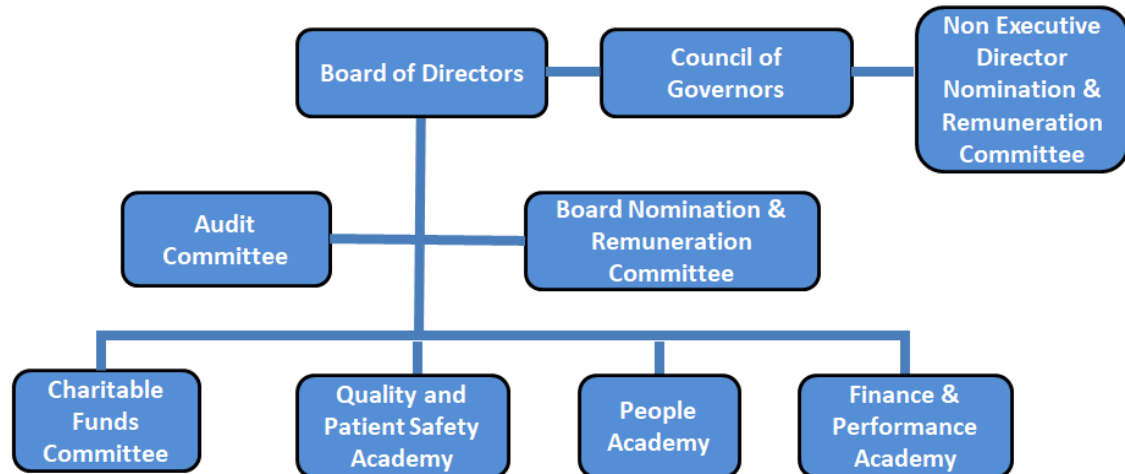 Board of Directors
Council of
Governors
Non Executive
Director
Nomination &
Remuneration
Committee
Audit
Committee
Board Nomination &
Remuneration
Committee
Charitable
Funds
Committee
Quality and
Patient Safety
Academy
People
Academy
Finance &
Performance
Academy